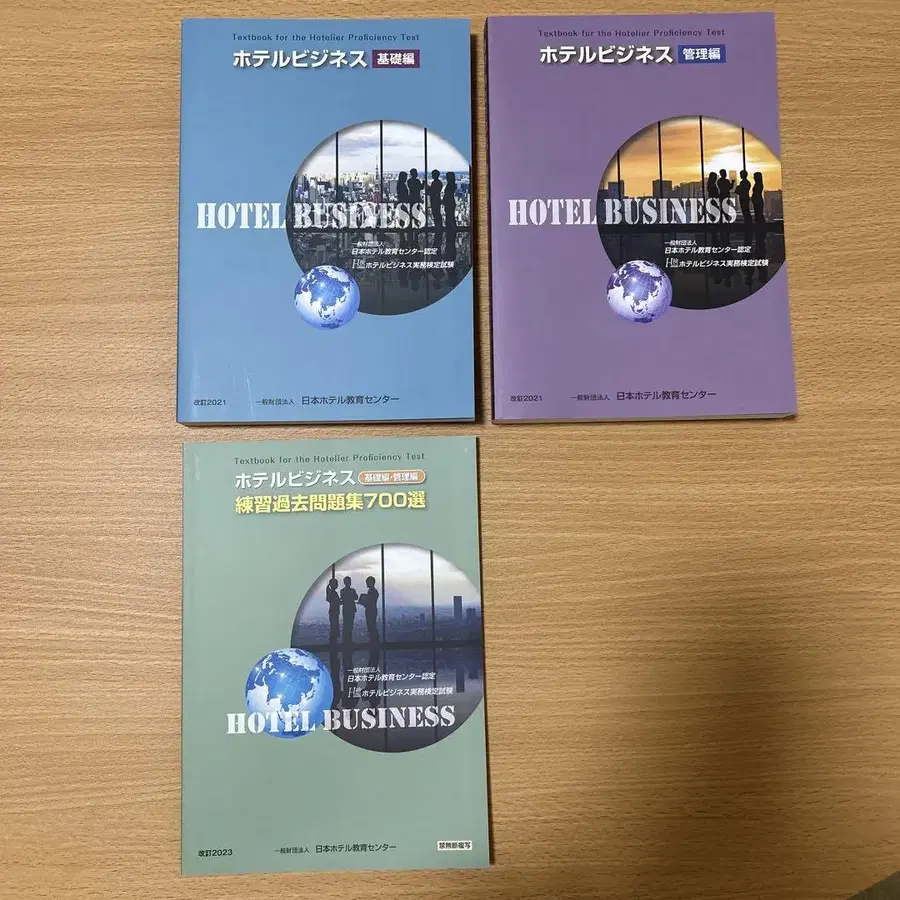 Textbook for the Hotelier Proficiency Test
ホテルビジネス 基礎編
HOTEL BUSINESS
一般財団法人
日本ホテル教育センター認定
H検 ホテルビジネス実務検定試験
改訂2021 一般財団法人 日本ホテル教育センター
Textbook for the Hotelier Proficiency Test
ホテルビジネス 管理編
HOTEL BUSINESS
一般財団法人
日本ホテル教育センター認定
H検 ホテルビジネス実務検定試験
改訂2021 一般財団法人 日本ホテル教育センター
Textbook for the Hotelier Proficiency Test
ホテルビジネス 基礎編・管理編
練習過去問題集700選
一般財団法人
日本ホテル教育センター認定
H検 ホテルビジネス実務検定試験
HOTEL BUSINESS
改訂2023 一般財団法人 日本ホテル教育センター 禁無断複写